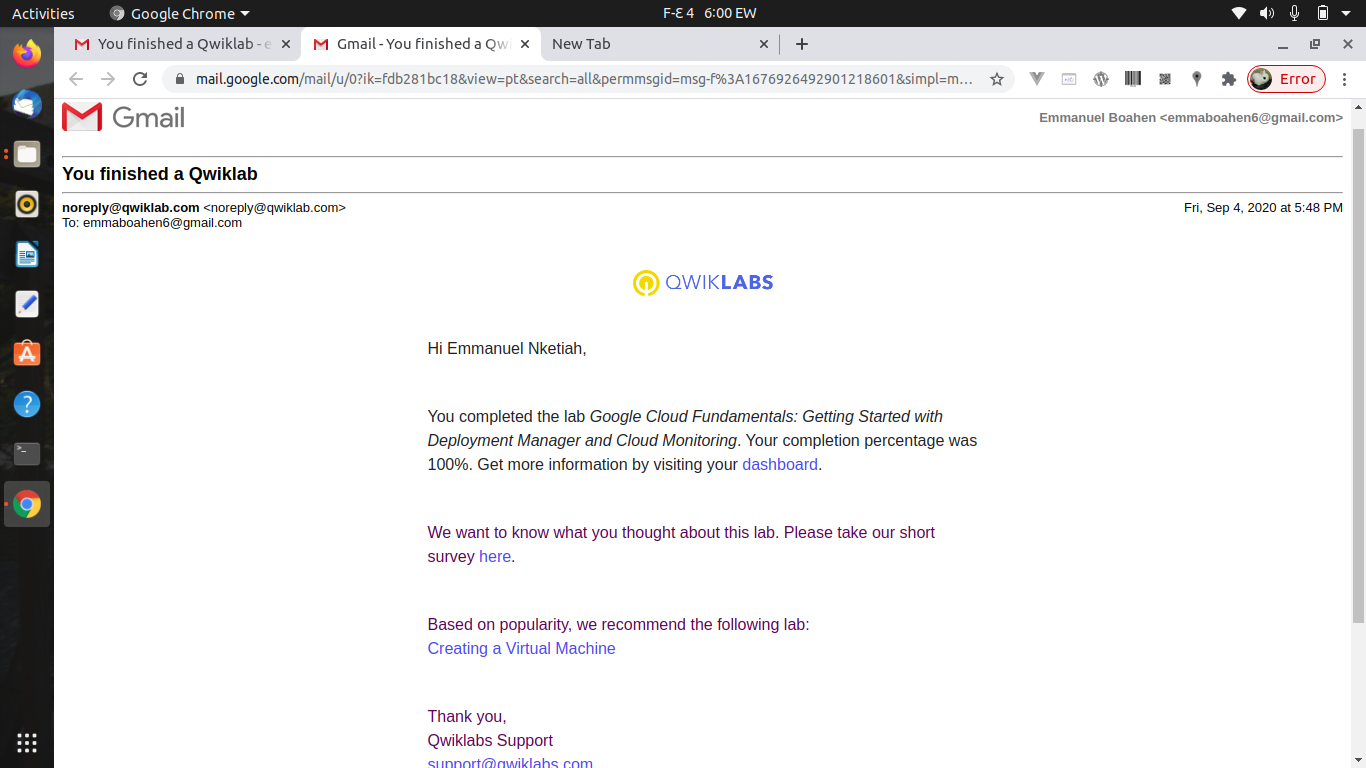 Activities
Google Chrome
F-Ɛ 4 6:00 EW
You finished a Qwiklab - e
Gmail - You finished a Qwi
New Tab
mail.google.com/mail/u/0?ik=fdb281bc18&view=pt&search=all&permmsgid=msg-f%3A1676926492901218601&simpl=m…
Error
Gmail
Emmanuel Boahen <emmaboahen6@gmail.com>
You finished a Qwiklab
noreply@qwiklab.com <noreply@qwiklab.com>
Fri, Sep 4, 2020 at 5:48 PM
To: emmaboahen6@gmail.com
QWIKLABS
Hi Emmanuel Nketiah,
You completed the lab Google Cloud Fundamentals: Getting Started with
Deployment Manager and Cloud Monitoring. Your completion percentage was
100%. Get more information by visiting your dashboard.
We want to know what you thought about this lab. Please take our short
survey here.
Based on popularity, we recommend the following lab:
Creating a Virtual Machine
Thank you,
Qwiklabs Support
support@qwiklabs.com